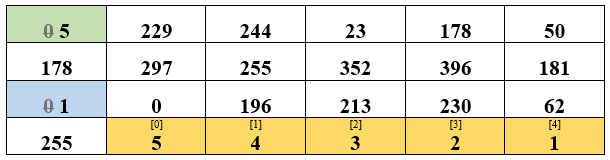 0 5 229 244 23 178 50
178 297 255 352 396 181
0 1 0 196 213 230 62
[0] [1] [2] [3] [4]
255 5 4 3 2 1